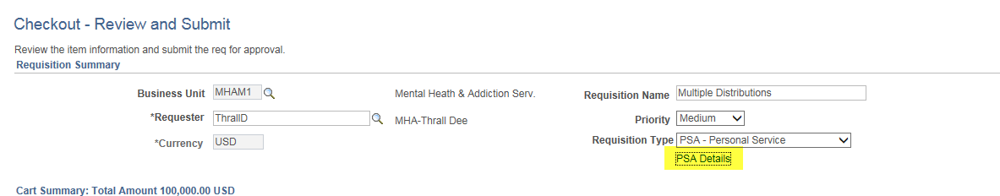 Checkout - Review and Submit
Review the item information and submit the req for approval.
Requisition Summary
Business Unit MHAM1 Mental Heath & Addiction Serv. Requisition Name Multiple Distributions
*Requester ThrallD MHA-Thrall Dee Priority Medium
*Currency USD Requisition Type PSA - Personal Service
PSA Details
Cart Summary: Total Amount 100,000.00 USD